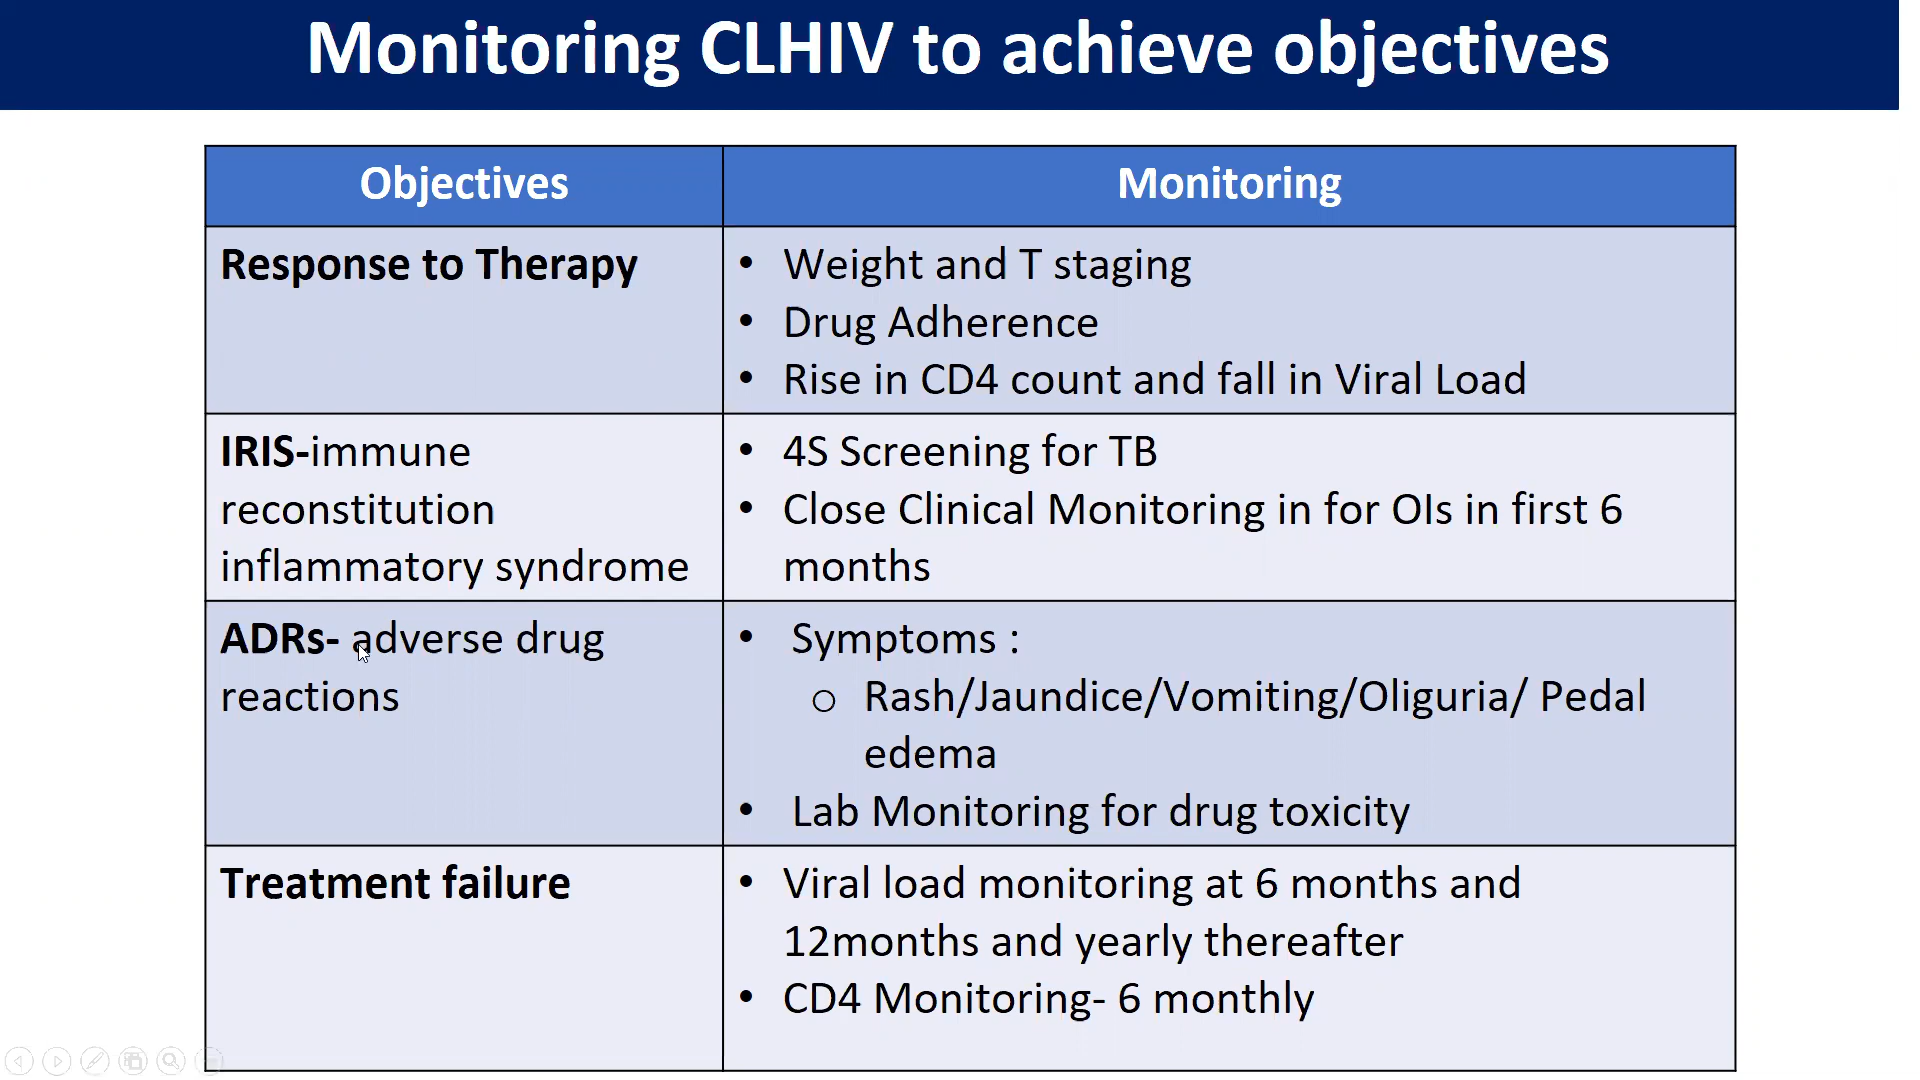 Monitoring CLHIV to achieve objectives
Objectives
Monitoring
Response to Therapy
• Weight and T staging
• Drug Adherence
• Rise in CD4 count and fall in Viral Load
IRIS-immune
reconstitution
inflammatory syndrome
• 4S Screening for TB
• Close Clinical Monitoring in for OIs in first 6
months
ADRs- adverse drug
reactions
• Symptoms :
o Rash/Jaundice/Vomiting/Oliguria/ Pedal
edema
• Lab Monitoring for drug toxicity
Treatment failure
• Viral load monitoring at 6 months and
12months and yearly thereafter
• CD4 Monitoring- 6 monthly